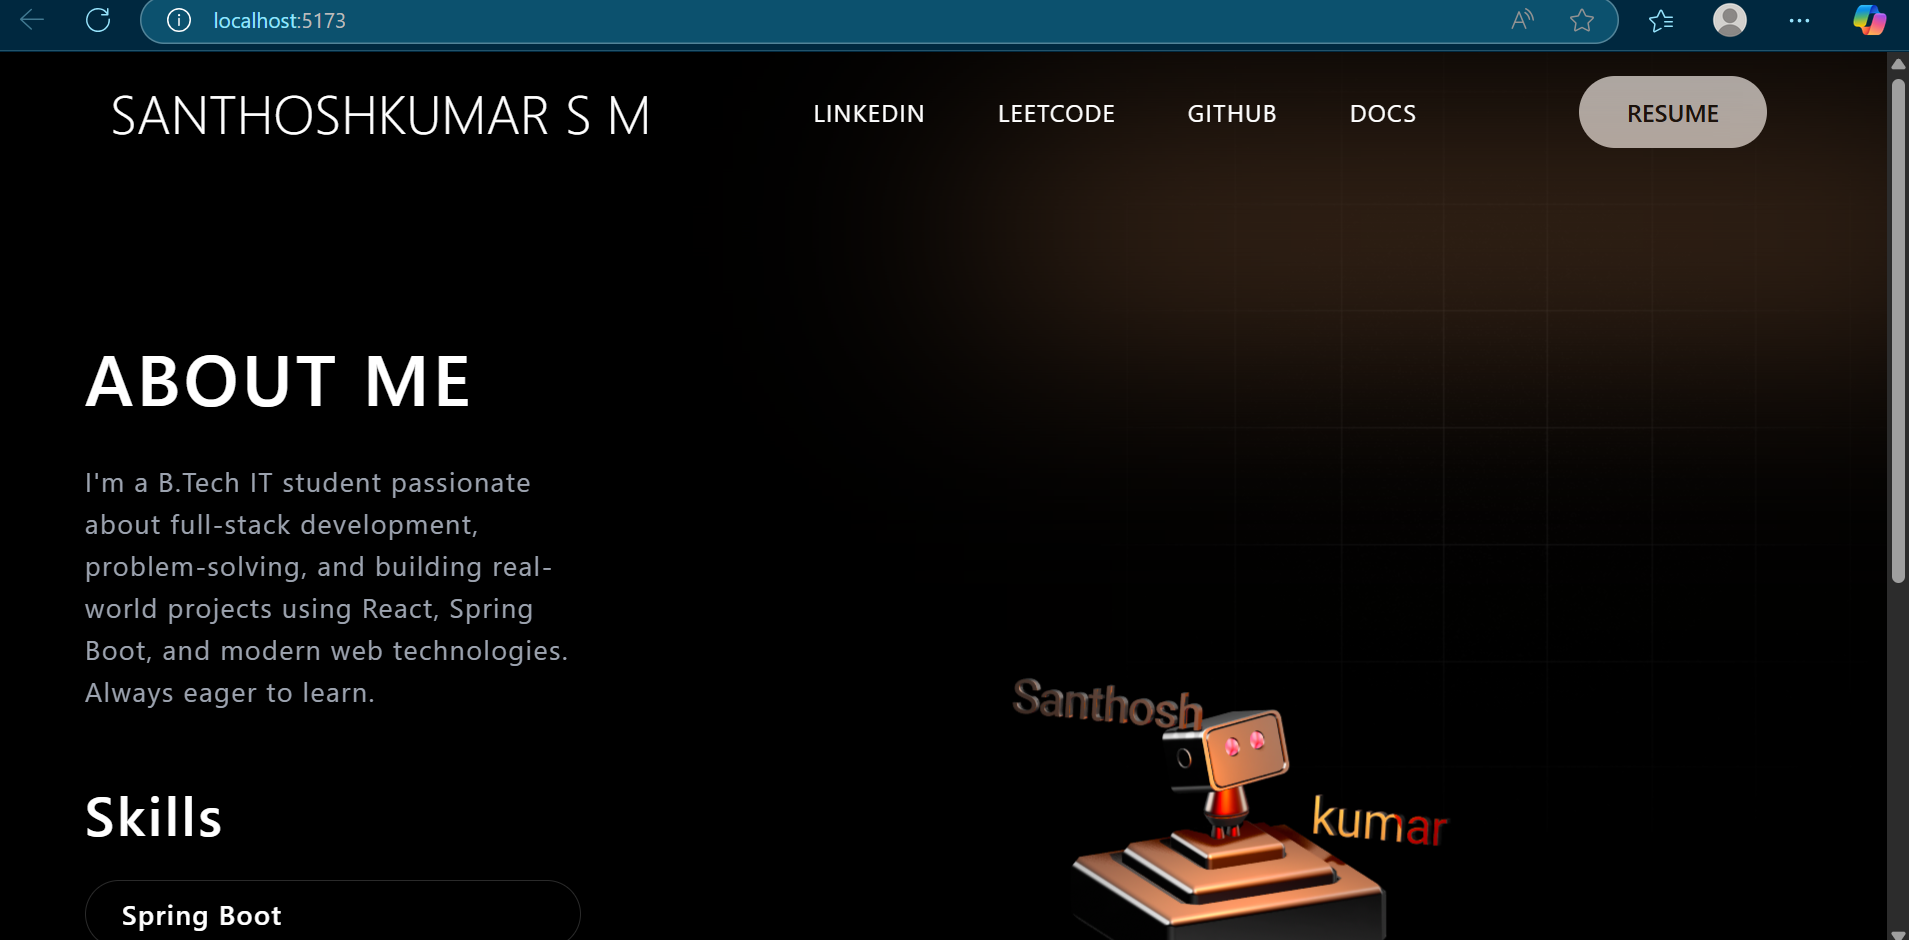 localhost:5173
SANTHOSHKUMAR S M
LINKEDIN LEETCODE GITHUB DOCS RESUME
ABOUT ME
I'm a B.Tech IT student passionate
about full-stack development,
problem-solving, and building real-
world projects using React, Spring
Boot, and modern web technologies.
Always eager to learn.
Santhosh
kumar
Skills
Spring Boot